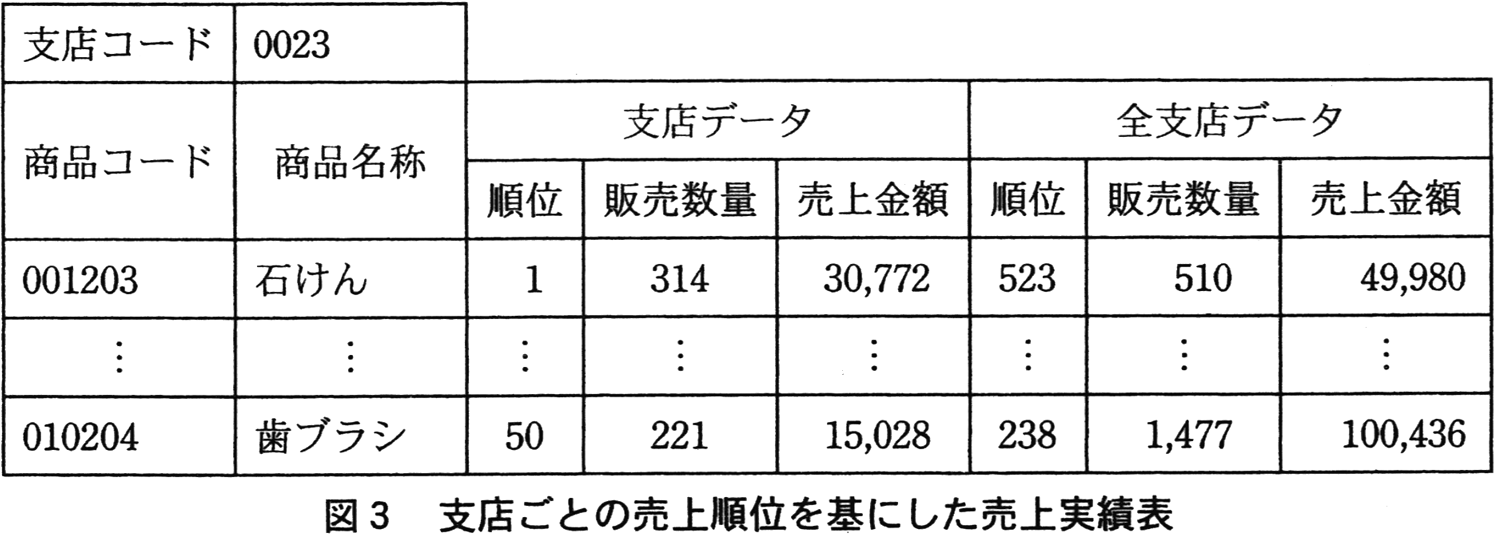 支店コード 0023
支店データ 全支店データ
商品コード 商品名称
順位 販売数量 売上金額 順位 販売数量 売上金額
001203 石けん 1 314 30,772 523 510 49,980
⋮ ⋮ ⋮ ⋮ ⋮ ⋮ ⋮ ⋮
010204 歯ブラシ 50 221 15,028 238 1,477 100,436
図3 支店ごとの売上順位を基にした売上実績表